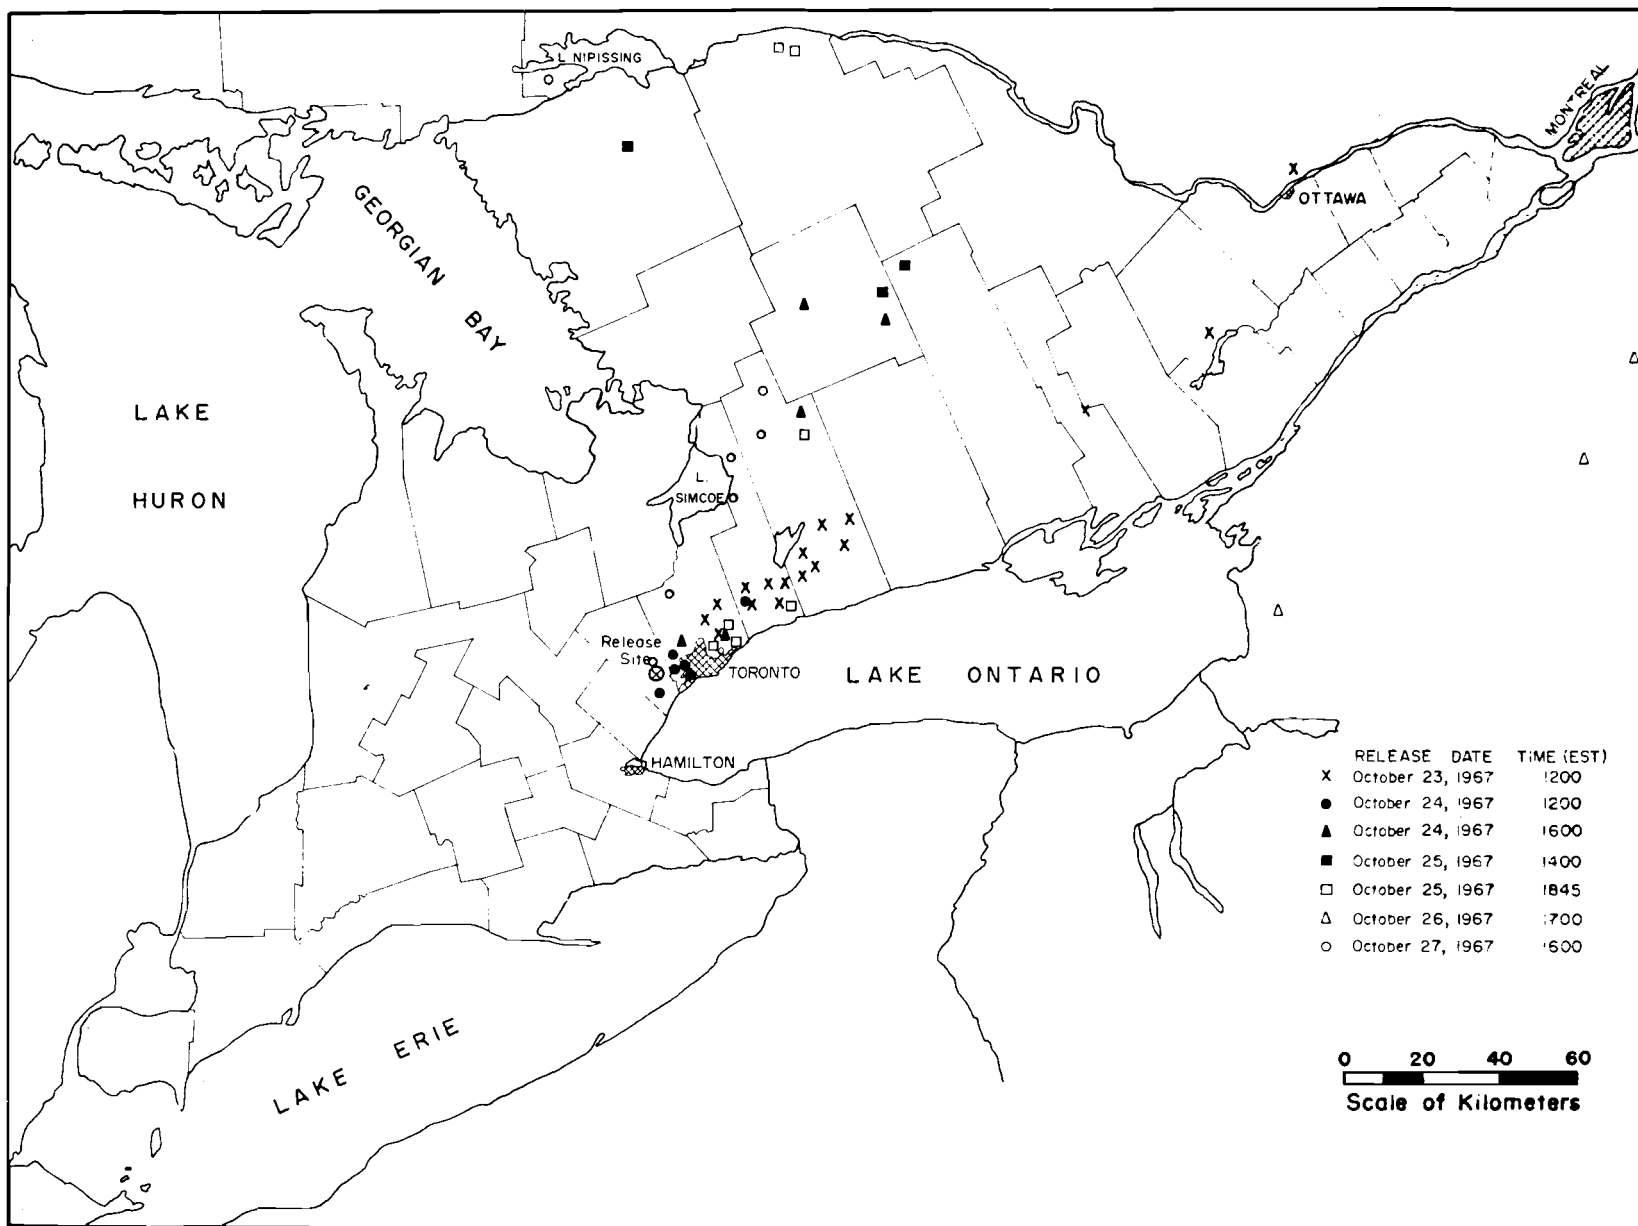 L NIPISSING
MONTREAL
OTTAWA
GEORGIAN
BAY
LAKE
HURON
L.
SIMCOE
Release
Site
TORONTO
LAKE ONTARIO
HAMILTON
LAKE ERIE
RELEASE DATE TIME (EST)
X October 23, 1967 1200
● October 24, 1967 1200
▲ October 24, 1967 1600
■ October 25, 1967 1400
□ October 25, 1967 1845
△ October 26, 1967 1700
○ October 27, 1967 1600
0 20 40 60
Scale of Kilometers